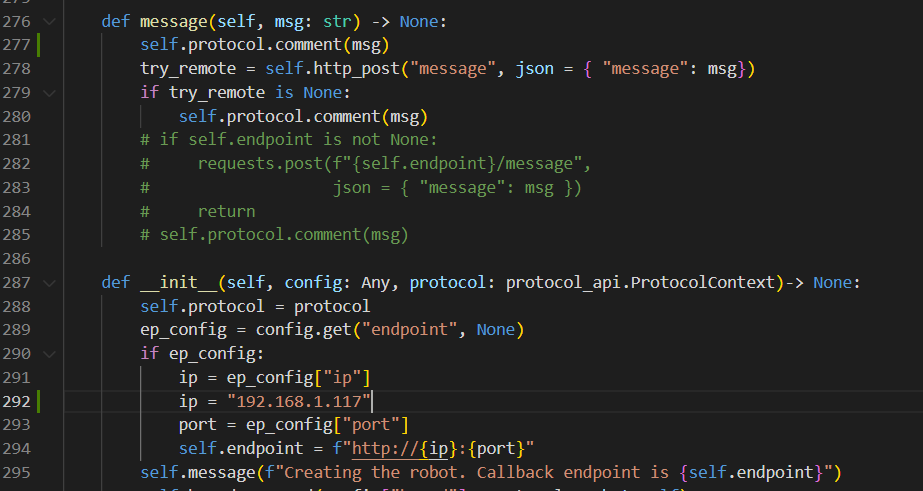 276 def message(self, msg: str) -> None:
277 self.protocol.comment(msg)
278 try_remote = self.http_post("message", json = { "message": msg})
279 if try_remote is None:
280 self.protocol.comment(msg)
281 # if self.endpoint is not None:
282 #     requests.post(f"{self.endpoint}/message",
283 #                   json = { "message": msg })
284 #     return
285 # self.protocol.comment(msg)
286
287 def __init__(self, config: Any, protocol: protocol_api.ProtocolContext)-> None:
288 self.protocol = protocol
289 ep_config = config.get("endpoint", None)
290 if ep_config:
291 ip = ep_config["ip"]
292 ip = "192.168.1.117"
293 port = ep_config["port"]
294 self.endpoint = f"http://{ip}:{port}"
295 self.message(f"Creating the robot. Callback endpoint is {self.endpoint}")